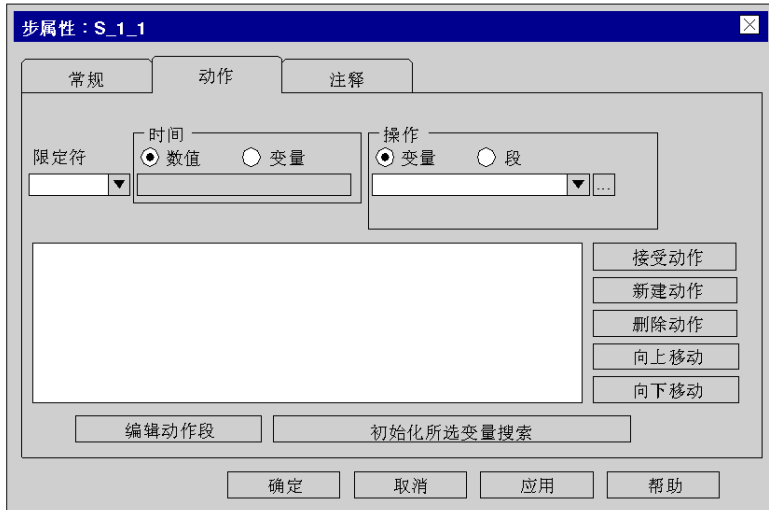 步属性：S_1_1
常规 动作 注释
时间 操作
限定符 数值 变量 变量 段
...
接受动作
新建动作
删除动作
向上移动
向下移动
编辑动作段 初始化所选变量搜索
确定 取消 应用 帮助